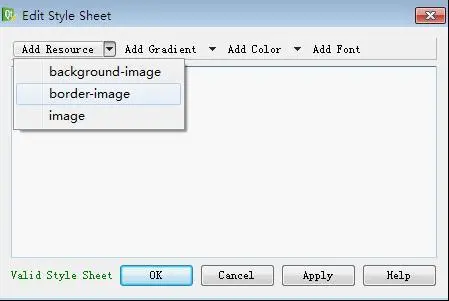 Qt Edit Style Sheet
Add Resource Add Gradient Add Color Add Font
background-image
border-image
image
Valid Style Sheet OK Cancel Apply Help